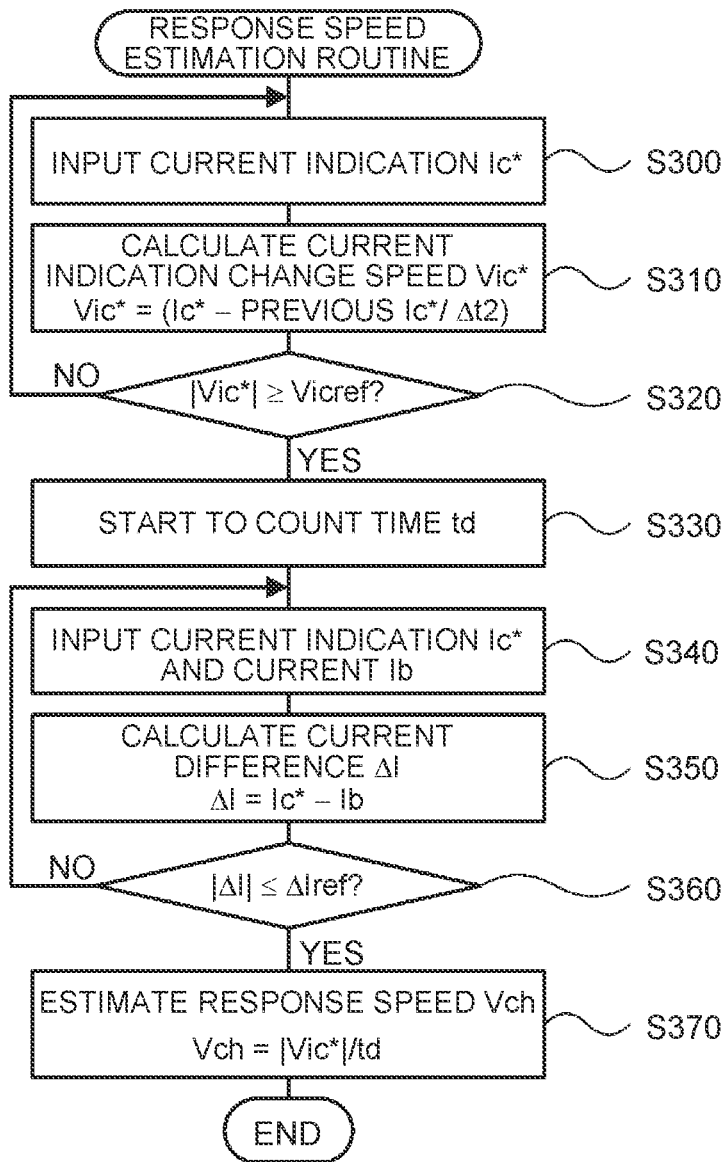 RESPONSE SPEED
ESTIMATION ROUTINE
INPUT CURRENT INDICATION Ic*
S300
CALCULATE CURRENT
INDICATION CHANGE SPEED Vic*
Vic* = (Ic* – PREVIOUS Ic*/ Δt2)
S310
NO
|Vic*| ≥ Vicref?
S320
YES
START TO COUNT TIME td
S330
INPUT CURRENT INDICATION Ic*
AND CURRENT Ib
S340
CALCULATE CURRENT
DIFFERENCE ΔI
ΔI = Ic* – Ib
S350
NO
|ΔI| ≤ ΔIref?
S360
YES
ESTIMATE RESPONSE SPEED Vch
Vch = |Vic*|/td
S370
END